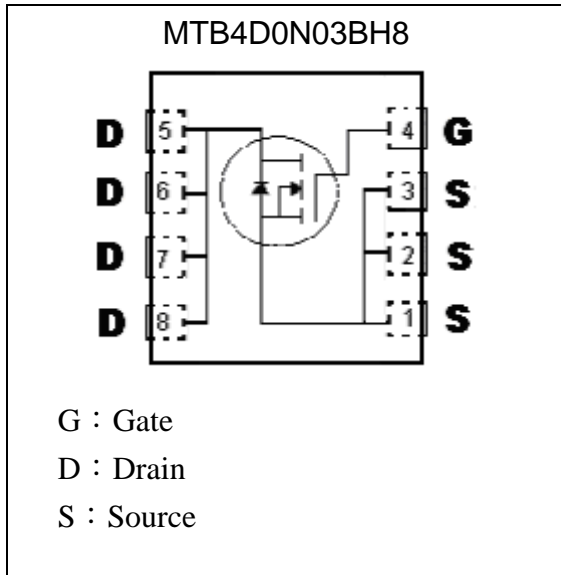 MTB4D0N03BH8
D 5 4 G
D 6 3 S
D 7 2 S
D 8 1 S
G：Gate
D：Drain
S：Source